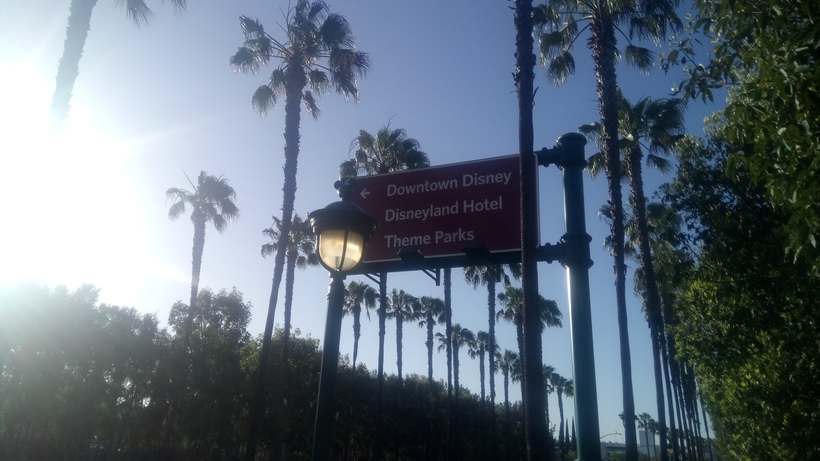 ← Downtown Disney
Disneyland Hotel
Theme Parks